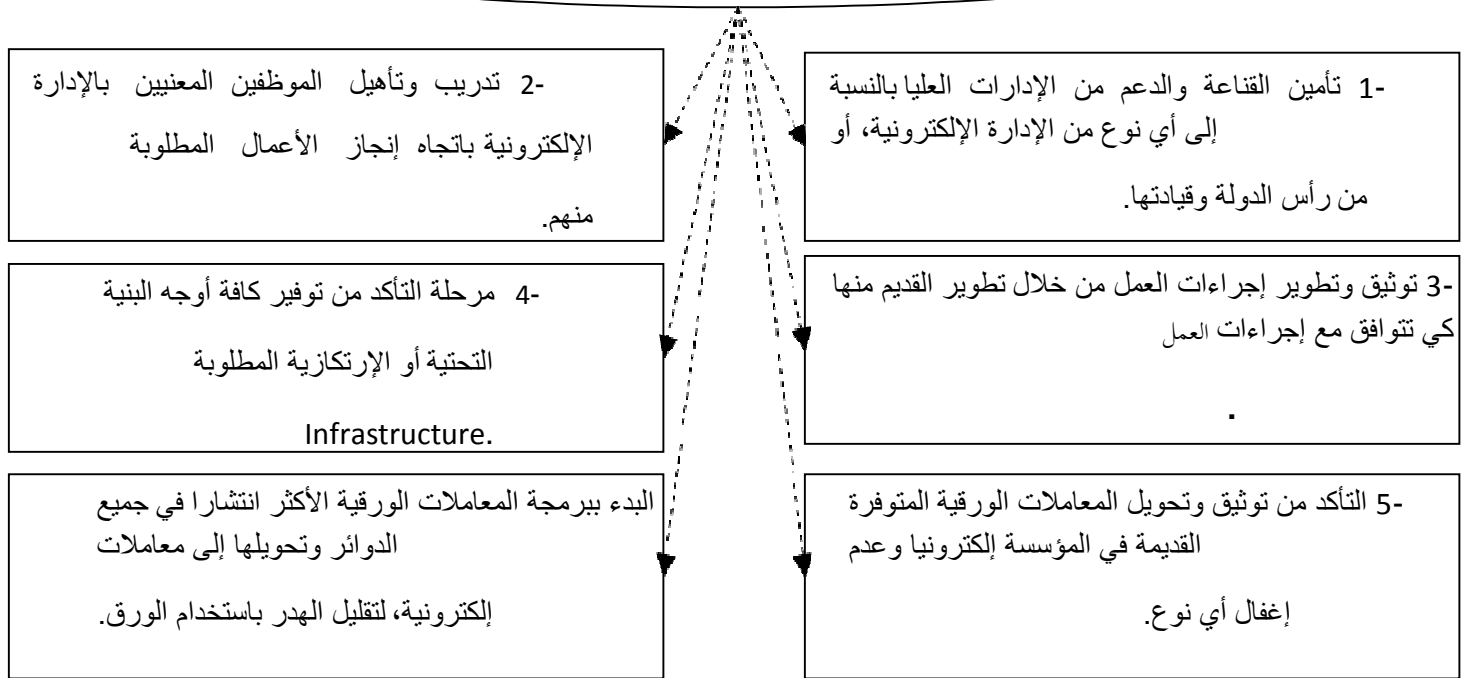 1- تأمين القناعة والدعم من الإدارات العليا بالنسبة
إلى أي نوع من الإدارة الإلكترونية، أو
من رأس الدولة وقيادتها.
2- تدريب وتأهيل الموظفين المعنيين بالإدارة
الإلكترونية باتجاه إنجاز الأعمال المطلوبة
منهم.
3- توثيق وتطوير إجراءات العمل من خلال تطوير القديم منها
كي تتوافق مع إجراءات العمل
.
4- مرحلة التأكد من توفير كافة أوجه البنية
التحتية أو الإرتكازية المطلوبة
Infrastructure.
5- التأكد من توثيق وتحويل المعاملات الورقية المتوفرة
القديمة في المؤسسة إلكترونيا وعدم
إغفال أي نوع.
البدء ببرمجة المعاملات الورقية الأكثر انتشارا في جميع
الدوائر وتحويلها إلى معاملات
إلكترونية، لتقليل الهدر باستخدام الورق.